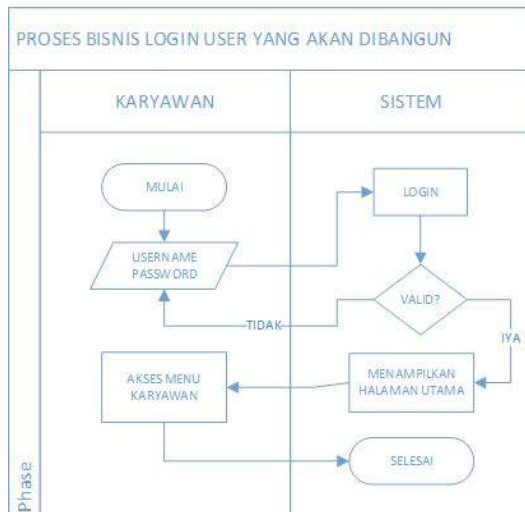 PROSES BISNIS LOGIN USER YANG AKAN DIBANGUN
KARYAWAN
SISTEM
MULAI
LOGIN
USERNAME
PASSWORD
VALID?
TIDAK
IYA
AKSES MENU
KARYAWAN
MENAMPILKAN
HALAMAN UTAMA
SELESAI
Phase